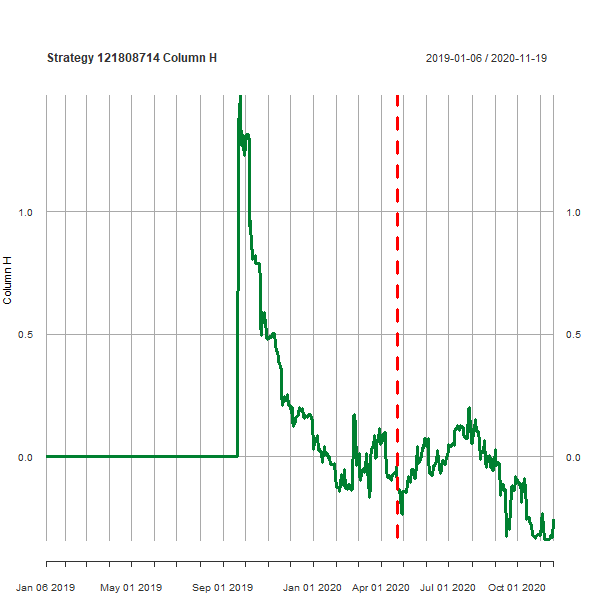 Strategy 121808714 Column H
2019-01-06 / 2020-11-19
1.0 1.0
0.5 0.5
0.0 0.0
Column H
Jan 06 2019 May 01 2019 Sep 01 2019 Jan 01 2020 Apr 01 2020 Jul 01 2020 Oct 01 2020